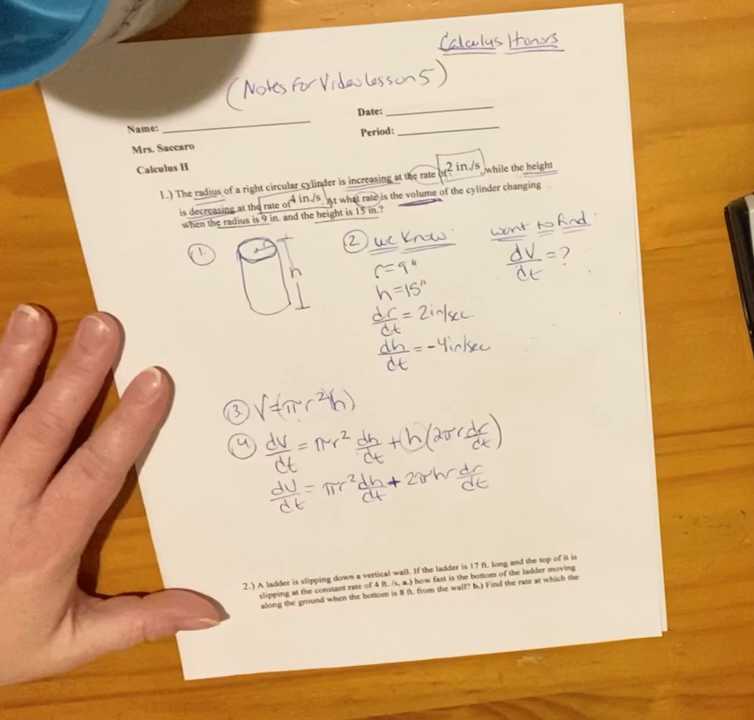 Calculus Honors
(Notes for Video lesson 5)
Name:
Date:
Mrs. Saccaro
Period:
Calculus H
1.) The radius of a right circular cylinder is increasing at the rate of 2 in./s while the height
is decreasing at the rate of 4 in./s. At what rate is the volume of the cylinder changing
when the radius is 9 in. and the height is 15 in.?
①
h
② we know:
r=9"
h=15"
dr/dt = 2in/sec.
dh/dt = -4in/sec
want to find:
dV/dt = ?
③ V=(πr²)(h)
④ dV/dt = πr² dh/dt + h(2πr dr/dt)
dV/dt = πr² dh/dt + 2πhr dr/dt
2.) A ladder is slipping down a vertical wall. If the ladder is 17 ft. long and the top of it is
slipping at the constant rate of 4 ft. /s, a.) how fast is the bottom of the ladder moving
along the ground when the bottom is 8 ft. from the wall? b.) Find the rate at which the